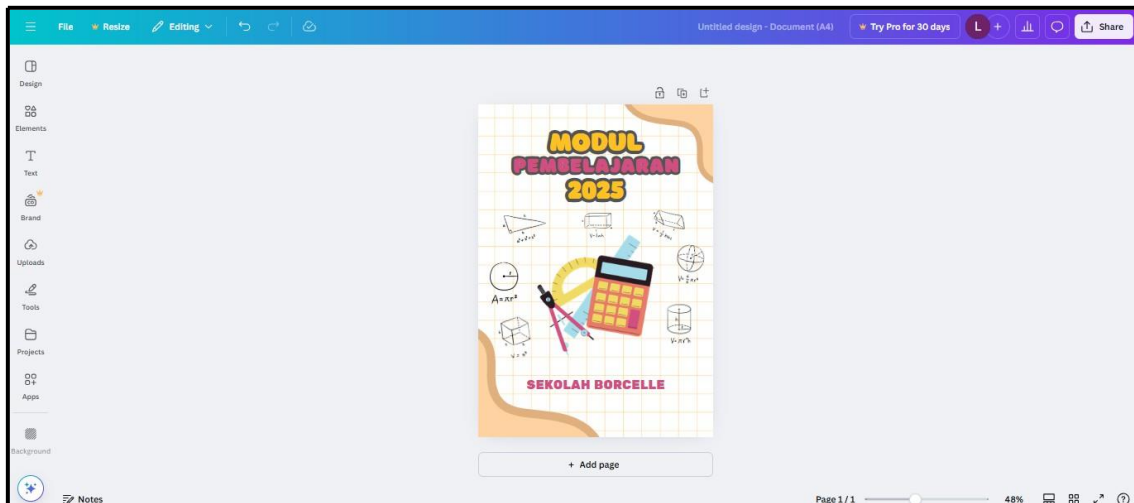 File Resize Editing Untitled design - Document (A4) Try Pro for 30 days L + Share
Design
Elements
Text
Brand
Uploads
Tools
Projects
Apps
Background
MODUL
PEMBELAJARAN
2025
A=πr²
V=πr²h
SEKOLAH BORCELLE
+ Add page
Notes Page 1 / 1 48%